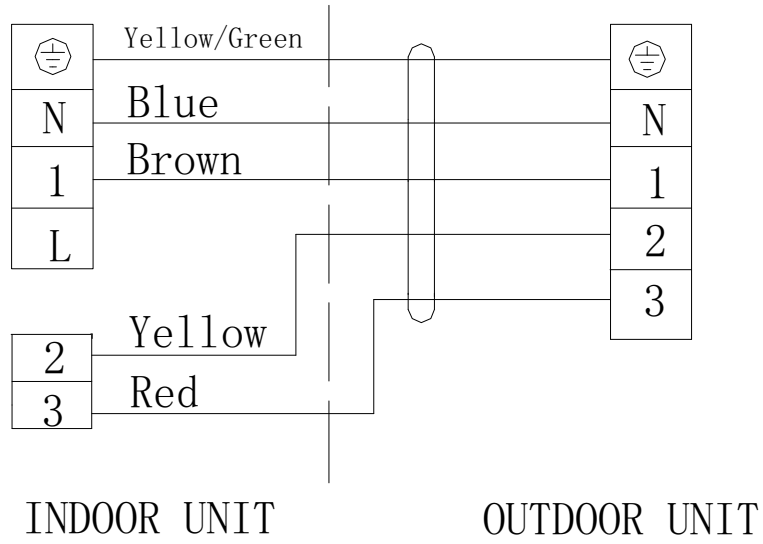 Yellow/Green
N
Blue
N
1
Brown
1
L
2
3
2
Yellow
3
Red
INDOOR UNIT
OUTDOOR UNIT